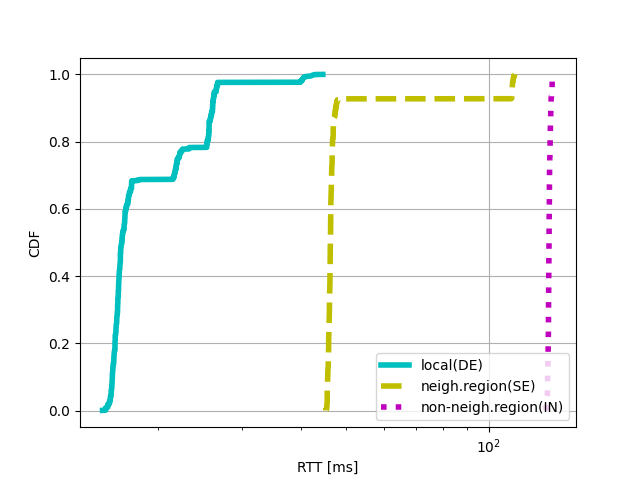 1.0
0.8
0.6
0.4
0.2
0.0
CDF
local(DE)
neigh.region(SE)
non-neigh.region(IN)
10²
RTT [ms]